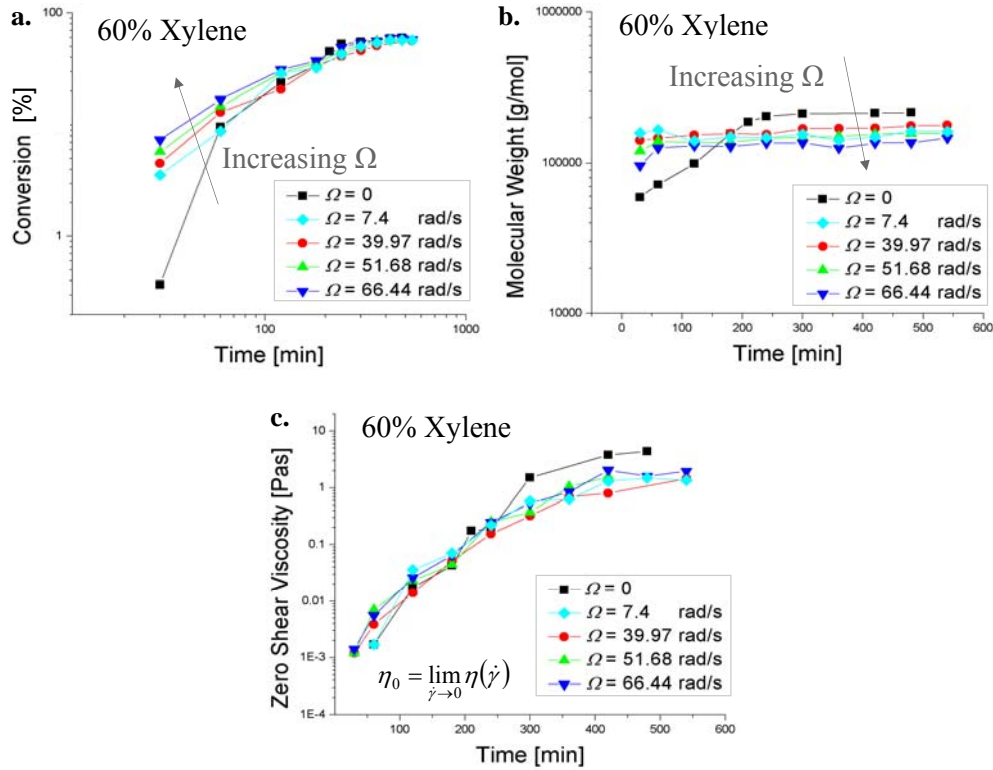 a.
60% Xylene
Increasing Ω
Conversion [%]
100
1
Ω = 0
Ω = 7.4 rad/s
Ω = 39.97 rad/s
Ω = 51.68 rad/s
Ω = 66.44 rad/s
100
1000
Time [min]
b.
60% Xylene
Increasing Ω
Molecular Weight [g/mol]
1000000
100000
10000
Ω = 0
Ω = 7.4 rad/s
Ω = 39.97 rad/s
Ω = 51.68 rad/s
Ω = 66.44 rad/s
0 100 200 300 400 500 600
Time [min]
c.
60% Xylene
Zero Shear Viscosity [Pas]
10
1
0.1
0.01
1E-3
1E-4
Ω = 0
Ω = 7.4 rad/s
Ω = 39.97 rad/s
Ω = 51.68 rad/s
Ω = 66.44 rad/s
η₀ = lim η(γ̇)
γ̇→0
100 200 300 400 500 600
Time [min]